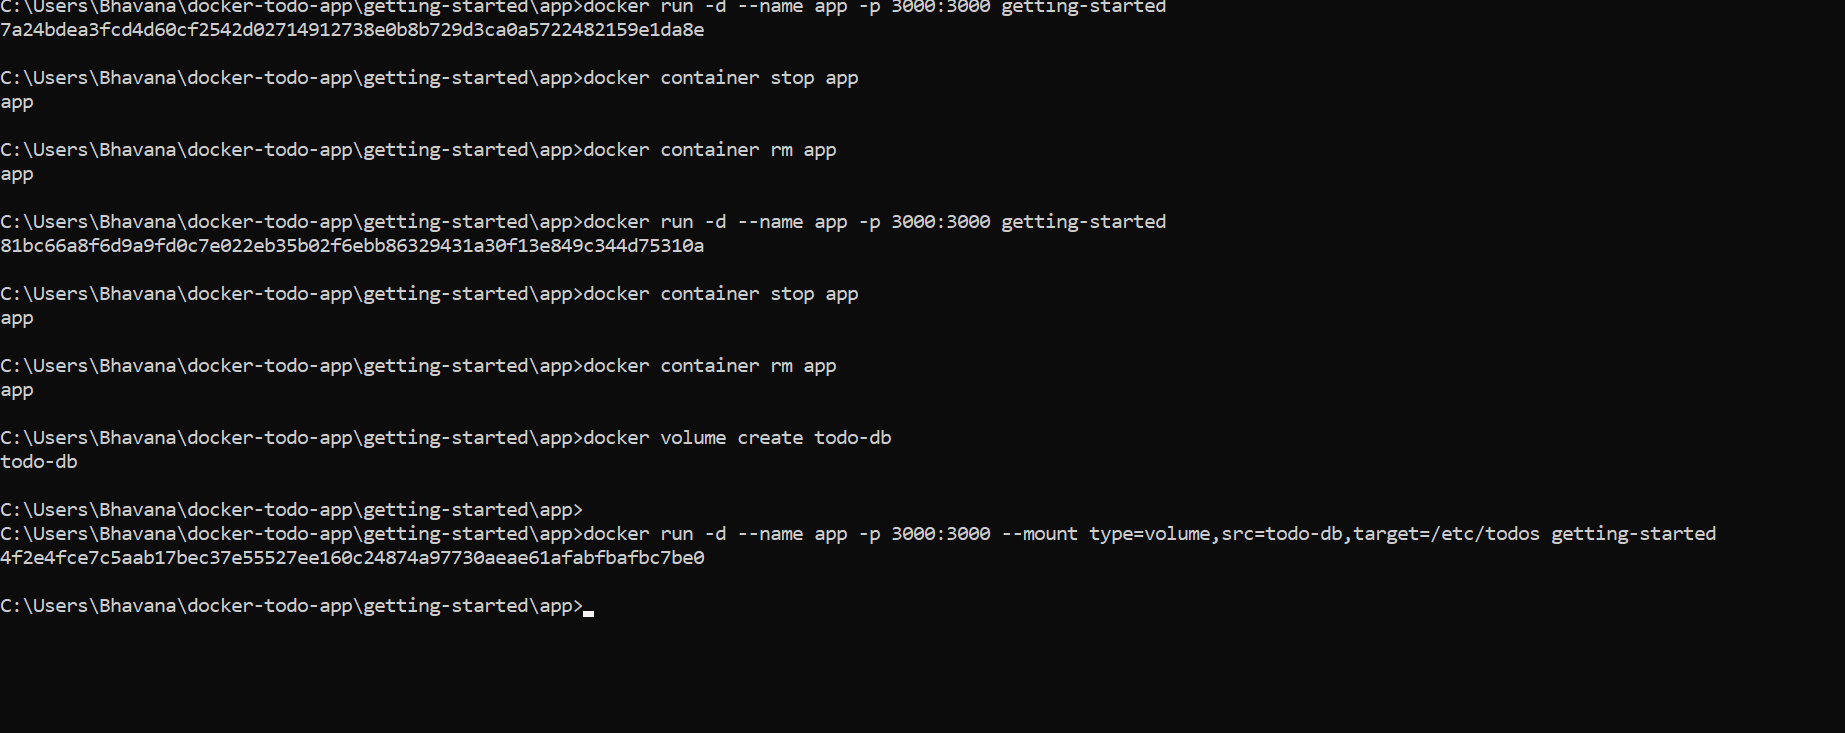 C:\Users\Bhavana\docker-todo-app\getting-started\app>docker run -d --name app -p 3000:3000 getting-started
7a24bdea3fcd4d60cf2542d02714912738e0b8b729d3ca0a5722482159e1da8e
C:\Users\Bhavana\docker-todo-app\getting-started\app>docker container stop app
app
C:\Users\Bhavana\docker-todo-app\getting-started\app>docker container rm app
app
C:\Users\Bhavana\docker-todo-app\getting-started\app>docker run -d --name app -p 3000:3000 getting-started
81bc66a8f6d9a9fd0c7e022eb35b02f6ebb86329431a30f13e849c344d75310a
C:\Users\Bhavana\docker-todo-app\getting-started\app>docker container stop app
app
C:\Users\Bhavana\docker-todo-app\getting-started\app>docker container rm app
app
C:\Users\Bhavana\docker-todo-app\getting-started\app>docker volume create todo-db
todo-db
C:\Users\Bhavana\docker-todo-app\getting-started\app>
C:\Users\Bhavana\docker-todo-app\getting-started\app>docker run -d --name app -p 3000:3000 --mount type=volume,src=todo-db,target=/etc/todos getting-started
4f2e4fce7c5aab17bec37e55527ee160c24874a97730aeae61afabfbafbc7be0
C:\Users\Bhavana\docker-todo-app\getting-started\app>